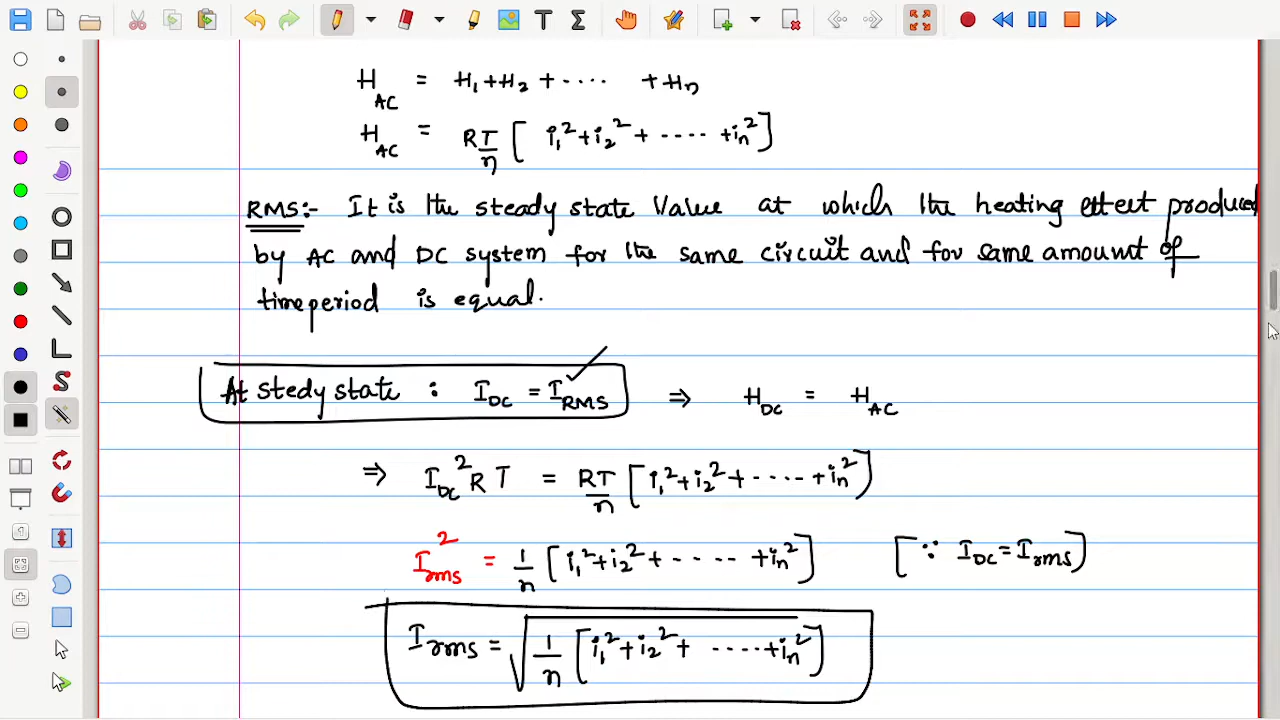 H_AC = H₁+H₂ + ···· +Hn
H_AC = RT/n [ i₁²+i₂² + ···· +in² ]
RMS:- It is the steady state Value at which the heating effect produced
by AC and DC system for the same circuit and for same amount of
time period is equal.
At stedy state : I_DC = I_RMS ⇒ H_DC = H_AC
⇒ I_DC² R T = RT/n [ i₁²+i₂²+ ···· +in² ]
I_rms² = 1/n [ i₁²+i₂²+ ···· +in² ] [∵ I_DC = I_rms]
I_rms = √(1/n [ i₁²+i₂²+ ···· +in² ])